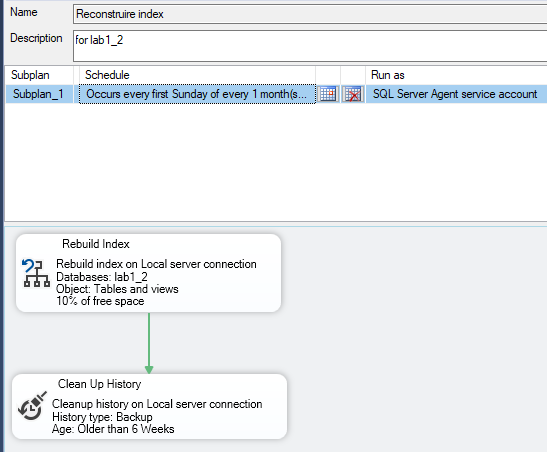 Name Reconstruire index
Description for lab1_2
Subplan Schedule Run as
Subplan_1 Occurs every first Sunday of every 1 month(s... SQL Server Agent service account
Rebuild Index
Rebuild index on Local server connection
Databases: lab1_2
Object: Tables and views
10% of free space
Clean Up History
Cleanup history on Local server connection
History type: Backup
Age: Older than 6 Weeks